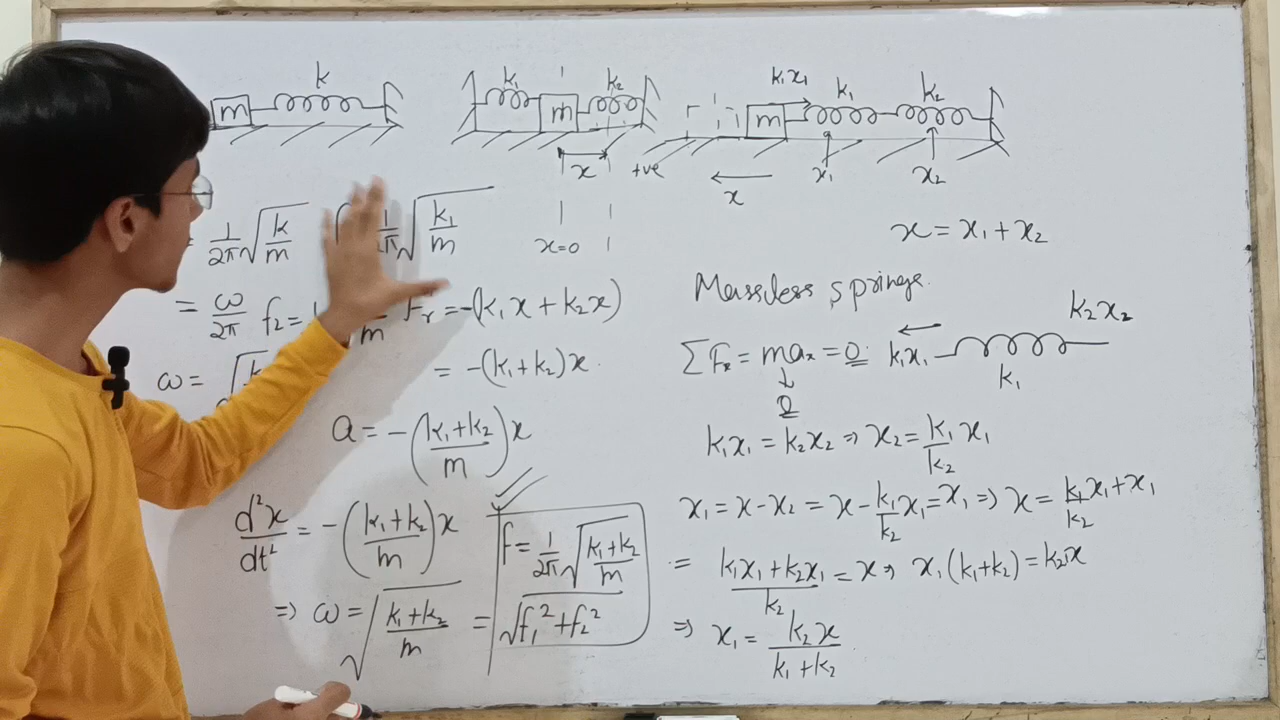 k
m
k₁ k₂
m
x
x=0
k₁x₁ k₁ k₂
m
+ve
x
x₁ x₂
x = x₁ + x₂
= 1/2π √(k/m)
1/2π √(k₁/m)
= ω/2π f₂ =
m
Fᵣ = -(k₁x + k₂x)
= -(k₁+k₂)x
ω = √
a = -((k₁+k₂)/m)x
d²x/dt² = -((k₁+k₂)/m)x
⇒ ω = √((k₁+k₂)/m)
f = 1/2π √((k₁+k₂)/m)
= √(f₁² + f₂²)
Massless springs.
ΣFₓ = maₓ = 0
0
k₁x₁ k₂x₂
k₁
k₁x₁ = k₂x₂ ⇒ x₂ = k₁/k₂ x₁
x₁ = x - x₂ = x - k₁/k₂ x₁ = x₁ ⇒ x = k₁x₁/k₂ + x₁
= (k₁x₁ + k₂x₁)/k₂ = x ⇒ x₁(k₁+k₂) = k₂x
⇒ x₁ = k₂x/(k₁+k₂)